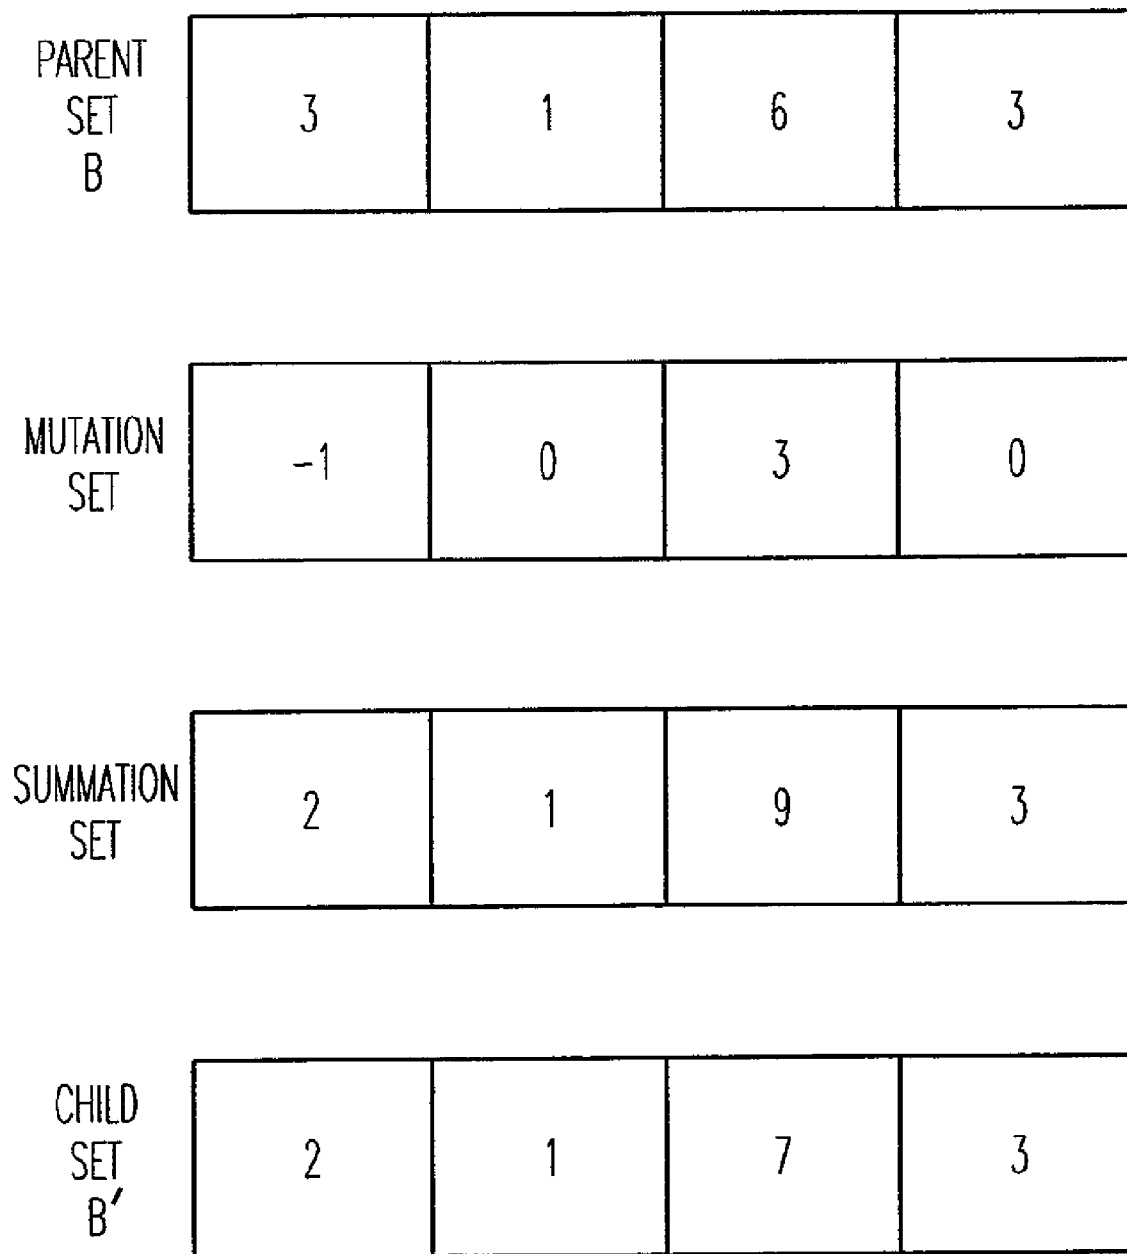 PARENT
SET
B
3 1 6 3
MUTATION
SET
-1 0 3 0
SUMMATION
SET
2 1 9 3
CHILD
SET
B′
2 1 7 3